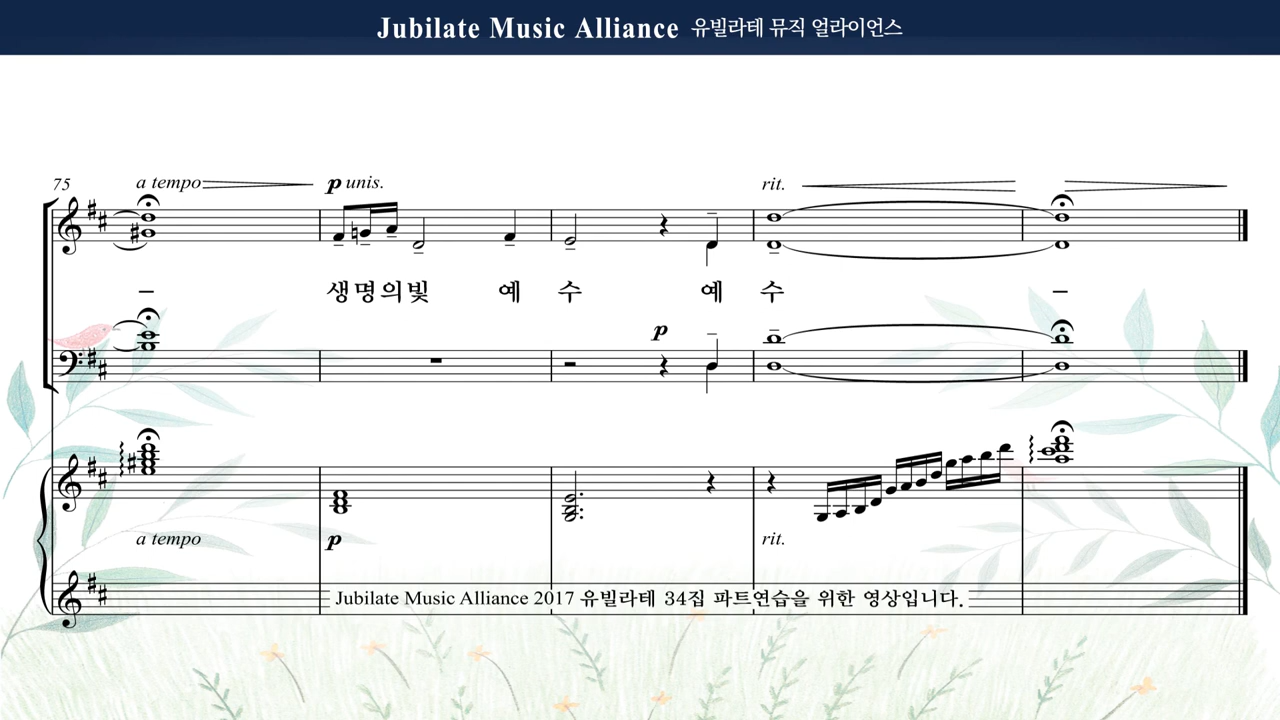 Jubilate Music Alliance 유빌라테 뮤직 얼라이언스
75 a tempo p unis. rit.
생명의빛 예 수 예 수
p
a tempo p rit.
Jubilate Music Alliance 2017 유빌라테 34집 파트연습을 위한 영상입니다.